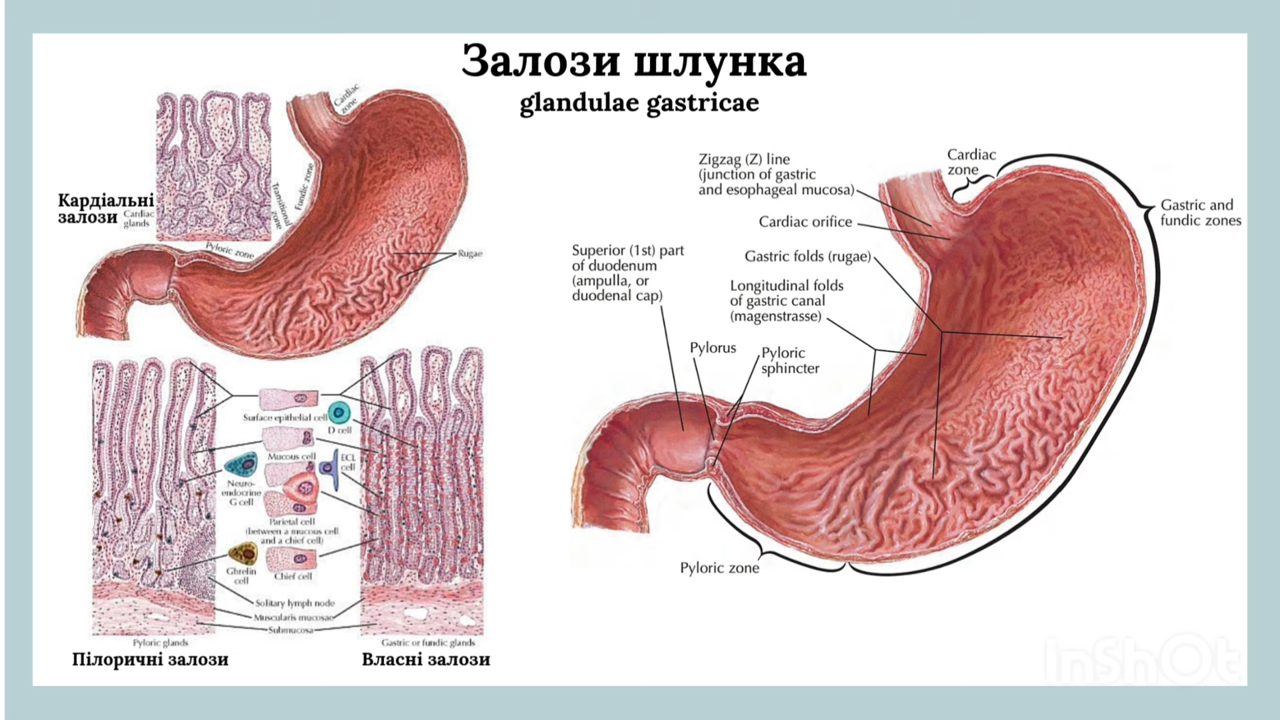 Залози шлунка
glandulae gastricae
Cardiac
zone
Fundic zone
Transitional
zone
Pyloric zone
Rugae
Кардіальні
залози
Cardiac
glands
Surface epithelial cell
D cell
Mucous cell
ECL
cell
Neuro-
endocrine
G cell
Parietal cell
(between a mucous cell
and a chief cell)
Ghrelin
cell
Chief cell
Solitary lymph node
Muscularis mucosae
Submucosa
Pyloric glands
Пілоричні залози
Gastric or fundic glands
Власні залози
Zigzag (Z) line
(junction of gastric
and esophageal mucosa)
Cardiac
zone
Gastric and
fundic zones
Cardiac orifice
Superior (1st) part
of duodenum
(ampulla, or
duodenal cap)
Gastric folds (rugae)
Longitudinal folds
of gastric canal
(magenstrasse)
Pylorus
Pyloric
sphincter
Pyloric zone
InShOt